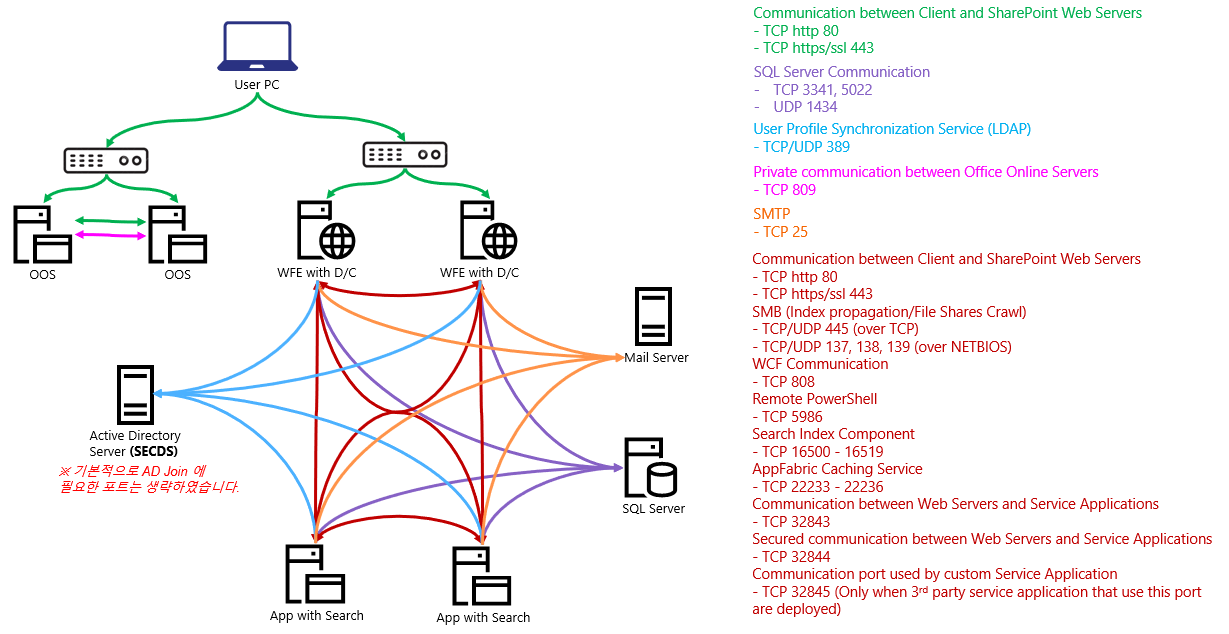 User PC
OOS
OOS
WFE with D/C
WFE with D/C
Mail Server
Active Directory
Server (SECDS)
※ 기본적으로 AD Join 에
필요한 포트는 생략하였습니다.
SQL Server
App with Search
App with Search
Communication between Client and SharePoint Web Servers
- TCP http 80
- TCP https/ssl 443
SQL Server Communication
- TCP 3341, 5022
- UDP 1434
User Profile Synchronization Service (LDAP)
- TCP/UDP 389
Private communication between Office Online Servers
- TCP 809
SMTP
- TCP 25
Communication between Client and SharePoint Web Servers
- TCP http 80
- TCP https/ssl 443
SMB (Index propagation/File Shares Crawl)
- TCP/UDP 445 (over TCP)
- TCP/UDP 137, 138, 139 (over NETBIOS)
WCF Communication
- TCP 808
Remote PowerShell
- TCP 5986
Search Index Component
- TCP 16500 - 16519
AppFabric Caching Service
- TCP 22233 - 22236
Communication between Web Servers and Service Applications
- TCP 32843
Secured communication between Web Servers and Service Applications
- TCP 32844
Communication port used by custom Service Application
- TCP 32845 (Only when 3rd party service application that use this port
are deployed)